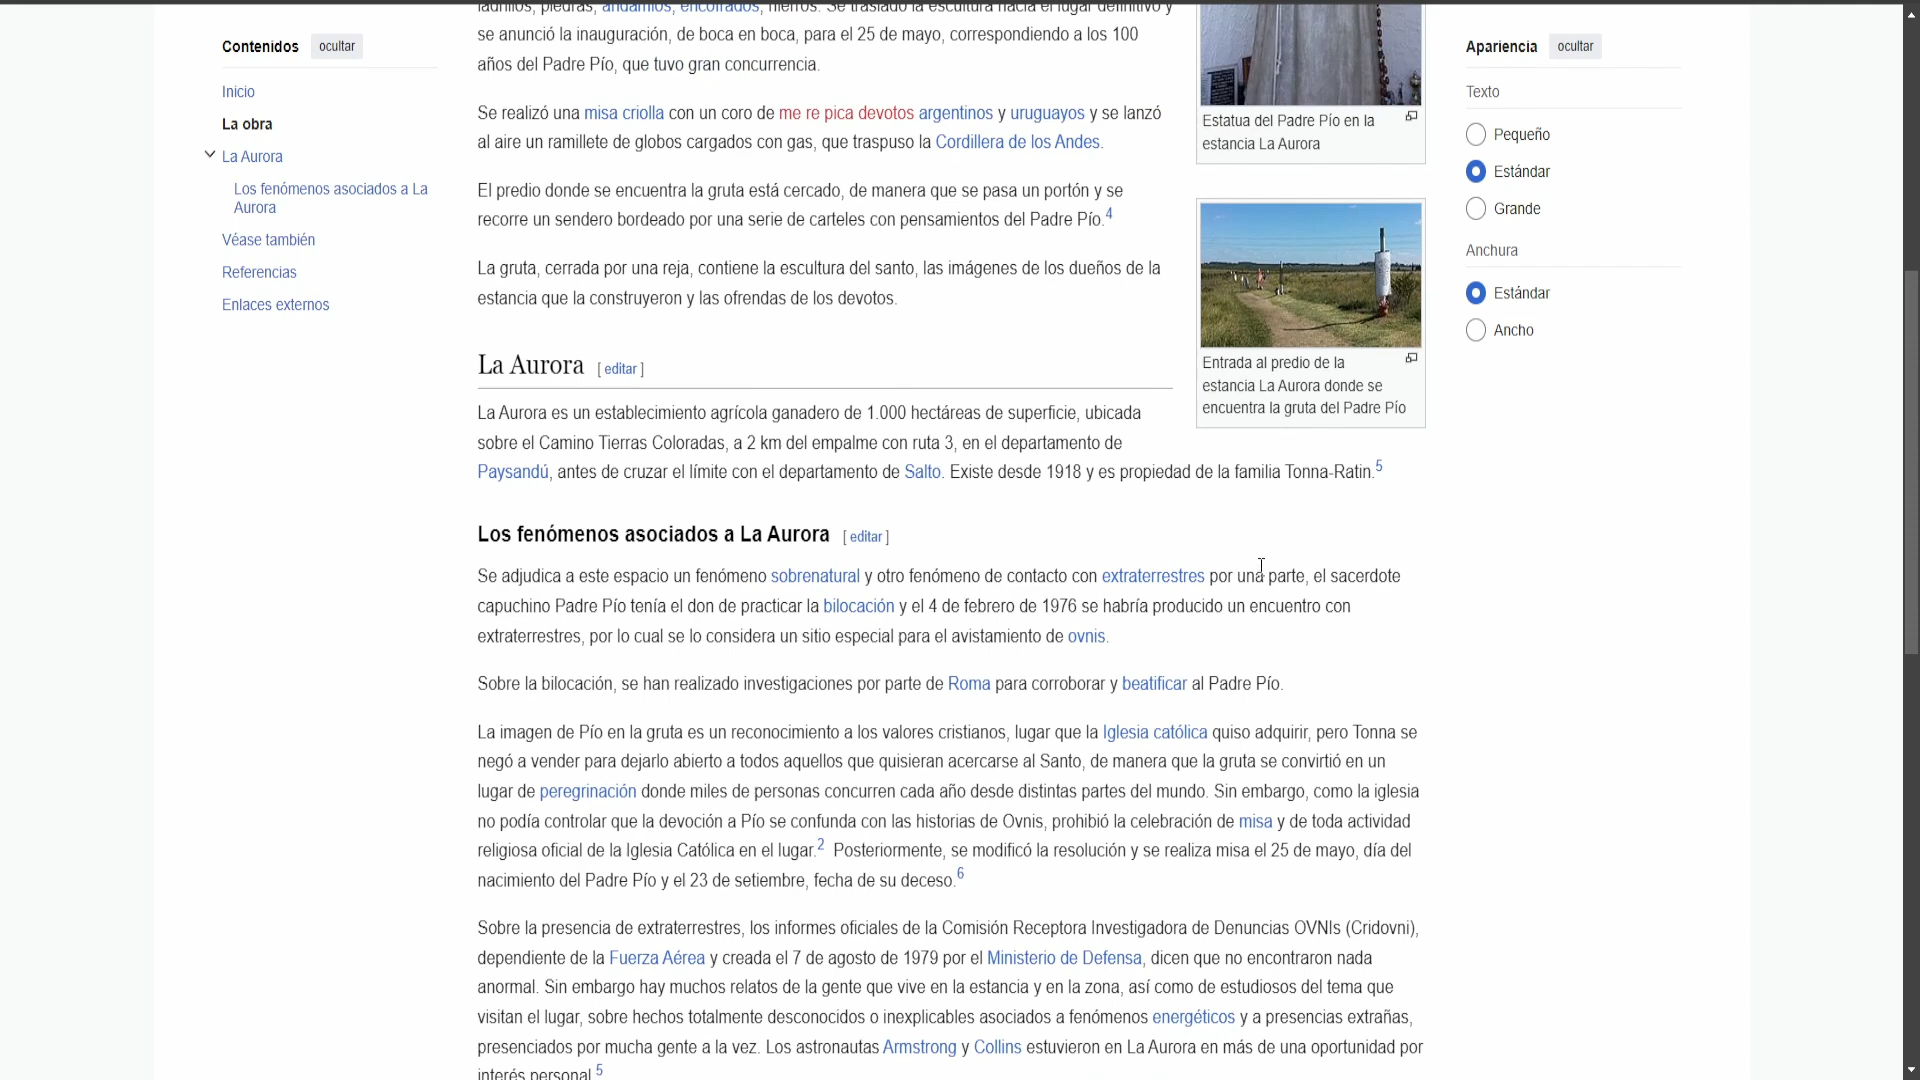 Contenidos ocultar
Inicio
La obra
La Aurora
Los fenómenos asociados a La
Aurora
Véase también
Referencias
Enlaces externos
ladrillos, piedras, andamios, encofrados, hierros. Se trasladó la escultura hacia el lugar definitivo y
se anunció la inauguración, de boca en boca, para el 25 de mayo, correspondiendo a los 100
años del Padre Pío, que tuvo gran concurrencia.
Se realizó una misa criolla con un coro de me re pica devotos argentinos y uruguayos y se lanzó
al aire un ramillete de globos cargados con gas, que traspuso la Cordillera de los Andes.
El predio donde se encuentra la gruta está cercado, de manera que se pasa un portón y se
recorre un sendero bordeado por una serie de carteles con pensamientos del Padre Pío.4
La gruta, cerrada por una reja, contiene la escultura del santo, las imágenes de los dueños de la
estancia que la construyeron y las ofrendas de los devotos.
La Aurora [ editar ]
La Aurora es un establecimiento agrícola ganadero de 1.000 hectáreas de superficie, ubicada
sobre el Camino Tierras Coloradas, a 2 km del empalme con ruta 3, en el departamento de
Paysandú, antes de cruzar el límite con el departamento de Salto. Existe desde 1918 y es propiedad de la familia Tonna-Ratin.5
Los fenómenos asociados a La Aurora [ editar ]
Se adjudica a este espacio un fenómeno sobrenatural y otro fenómeno de contacto con extraterrestres por una parte, el sacerdote
capuchino Padre Pío tenía el don de practicar la bilocación y el 4 de febrero de 1976 se habría producido un encuentro con
extraterrestres, por lo cual se lo considera un sitio especial para el avistamiento de ovnis.
Sobre la bilocación, se han realizado investigaciones por parte de Roma para corroborar y beatificar al Padre Pío.
La imagen de Pío en la gruta es un reconocimiento a los valores cristianos, lugar que la Iglesia católica quiso adquirir, pero Tonna se
negó a vender para dejarlo abierto a todos aquellos que quisieran acercarse al Santo, de manera que la gruta se convirtió en un
lugar de peregrinación donde miles de personas concurren cada año desde distintas partes del mundo. Sin embargo, como la iglesia
no podía controlar que la devoción a Pío se confunda con las historias de Ovnis, prohibió la celebración de misa y de toda actividad
religiosa oficial de la Iglesia Católica en el lugar.2 Posteriormente, se modificó la resolución y se realiza misa el 25 de mayo, día del
nacimiento del Padre Pío y el 23 de setiembre, fecha de su deceso.6
Sobre la presencia de extraterrestres, los informes oficiales de la Comisión Receptora Investigadora de Denuncias OVNIs (Cridovni),
dependiente de la Fuerza Aérea y creada el 7 de agosto de 1979 por el Ministerio de Defensa, dicen que no encontraron nada
anormal. Sin embargo hay muchos relatos de la gente que vive en la estancia y en la zona, así como de estudiosos del tema que
visitan el lugar, sobre hechos totalmente desconocidos o inexplicables asociados a fenómenos energéticos y a presencias extrañas,
presenciados por mucha gente a la vez. Los astronautas Armstrong y Collins estuvieron en La Aurora en más de una oportunidad por
interés personal.5
Estatua del Padre Pío en la
estancia La Aurora
Entrada al predio de la
estancia La Aurora donde se
encuentra la gruta del Padre Pío
Apariencia ocultar
Texto
Pequeño
Estándar
Grande
Anchura
Estándar
Ancho